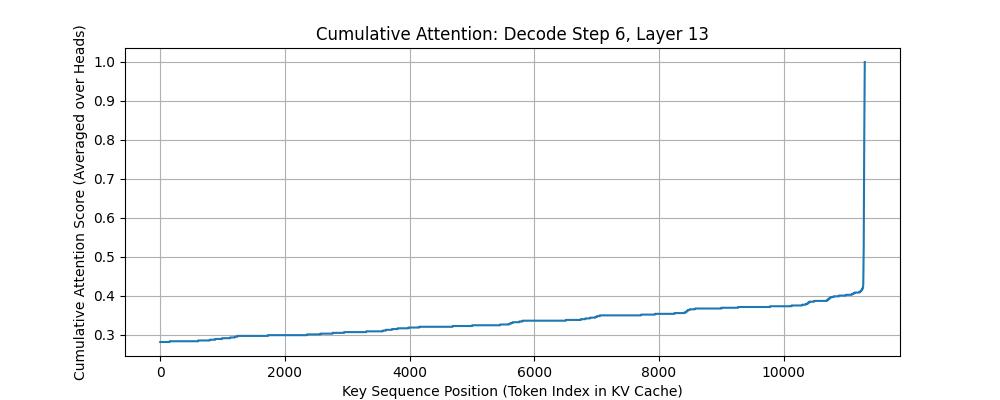 Cumulative Attention: Decode Step 6, Layer 13
Cumulative Attention Score (Averaged over Heads)
1.0
0.9
0.8
0.7
0.6
0.5
0.4
0.3
0 2000 4000 6000 8000 10000
Key Sequence Position (Token Index in KV Cache)